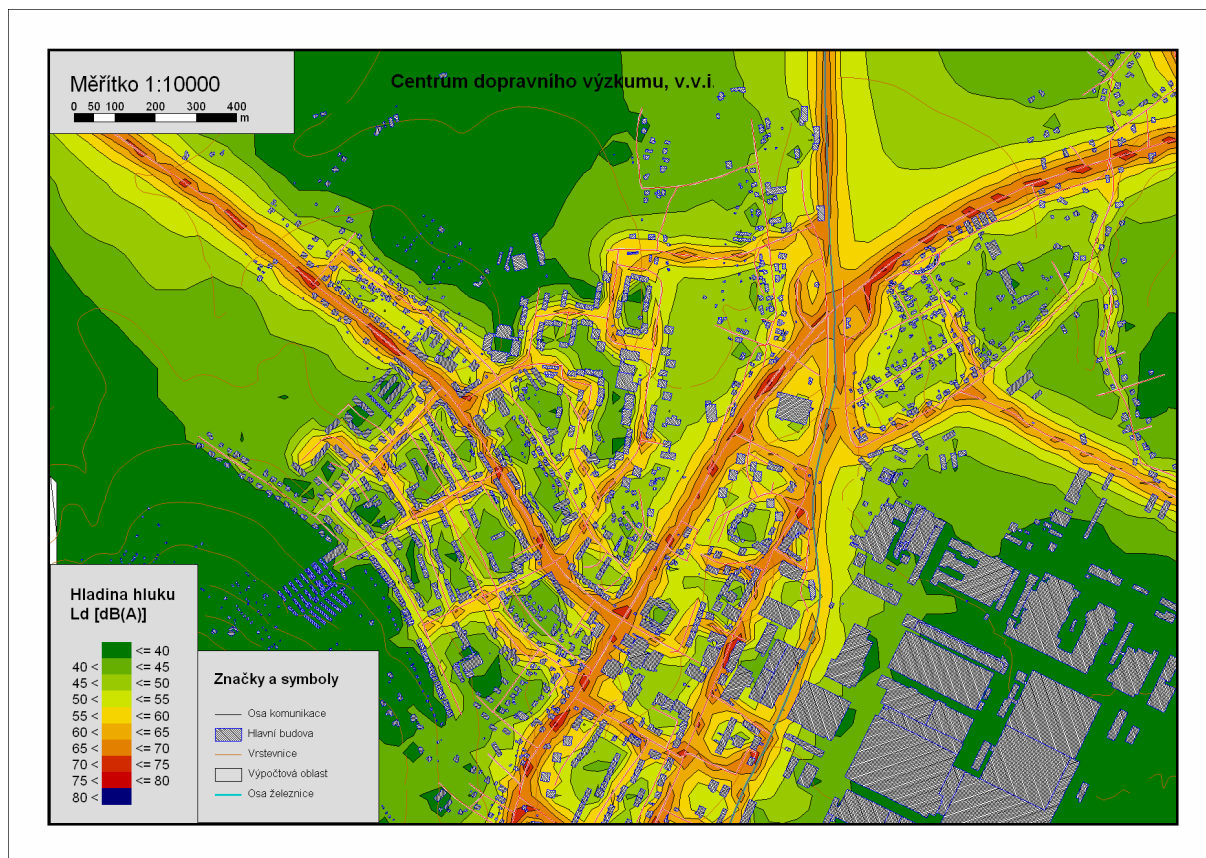 Měřítko 1:10000
0 50 100 200 300 400
m
Centrum dopravního výzkumu, v.v.i.
Hladina hluku
Ld [dB(A)]
<= 40
40 < <= 45
45 < <= 50
50 < <= 55
55 < <= 60
60 < <= 65
65 < <= 70
70 < <= 75
75 < <= 80
80 <
Značky a symboly
Osa komunikace
Hlavní budova
Vrstevnice
Výpočtová oblast
Osa železnice